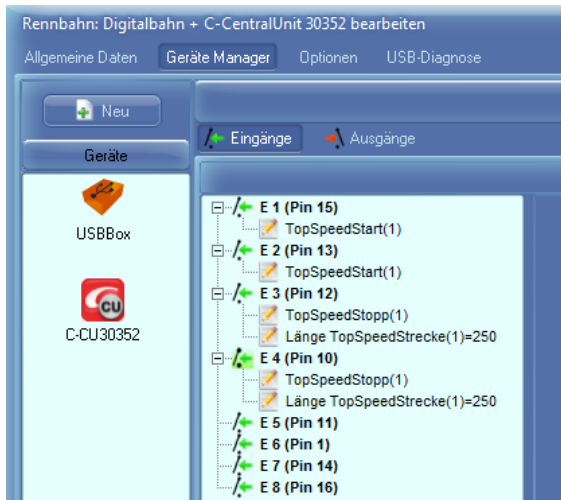 Rennbahn: Digitalbahn + C-CentralUnit 30352 bearbeiten
Allgemeine Daten Geräte Manager Optionen USB-Diagnose
Neu
Geräte
USBBox
CU
C-CU30352
Eingänge Ausgänge
E 1 (Pin 15)
TopSpeedStart(1)
E 2 (Pin 13)
TopSpeedStart(1)
E 3 (Pin 12)
TopSpeedStopp(1)
Länge TopSpeedStrecke(1)=250
E 4 (Pin 10)
TopSpeedStopp(1)
Länge TopSpeedStrecke(1)=250
E 5 (Pin 11)
E 6 (Pin 1)
E 7 (Pin 14)
E 8 (Pin 16)